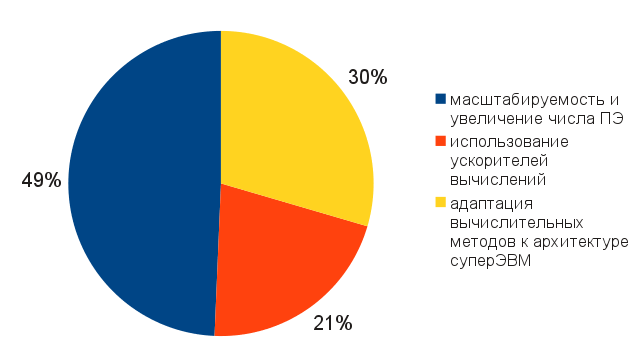 30%
49%
21%
масштабируемость и
увеличение числа ПЭ
использование
ускорителей
вычислений
адаптация
вычислительных
методов к архитектуре
суперЭВМ